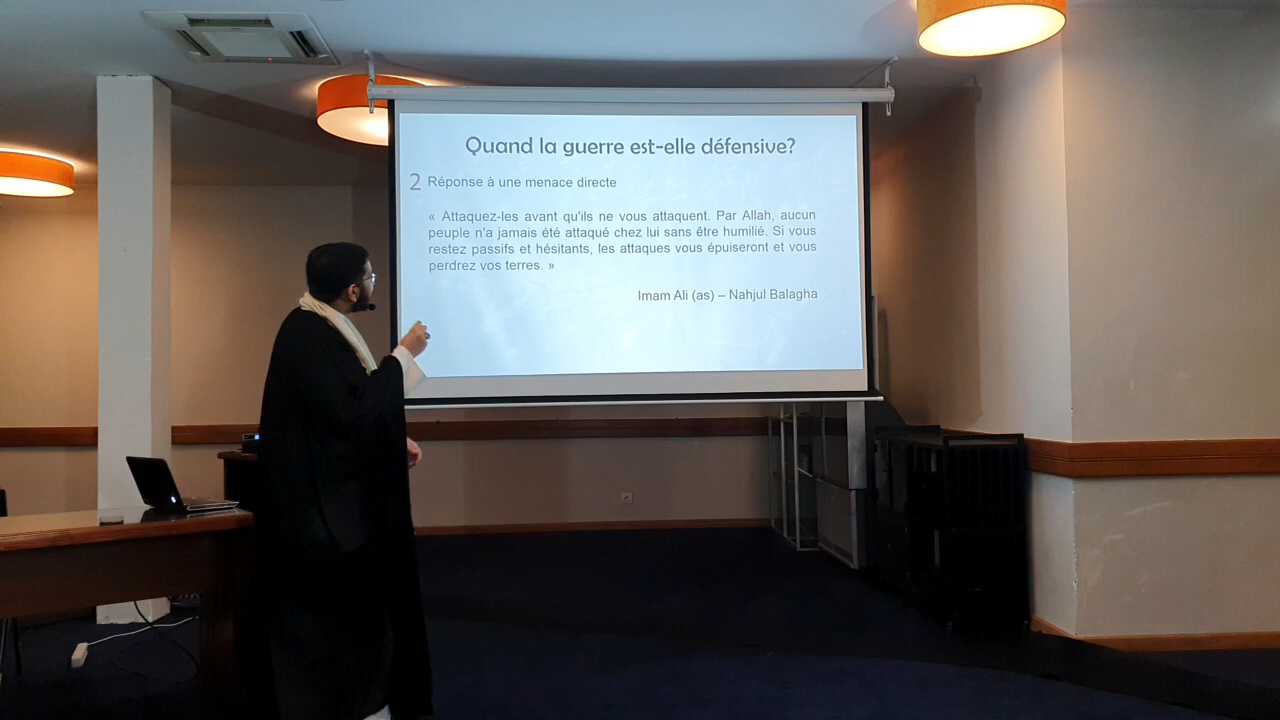 Quand la guerre est-elle défensive?
2 Réponse à une menace directe
« Attaquez-les avant qu'ils ne vous attaquent. Par Allah, aucun
peuple n'a jamais été attaqué chez lui sans être humilié. Si vous
restez passifs et hésitants, les attaques vous épuiseront et vous
perdrez vos terres. »
Imam Ali (as) – Nahjul Balagha